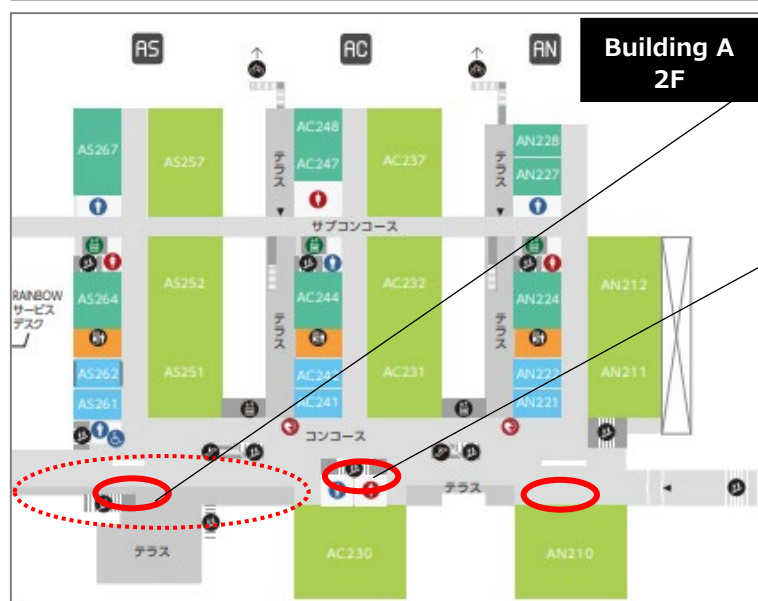 AS
AC
AN
Building A
2F
AS267
AS257
テラス
AC248
AC247
AC237
テラス
AN228
AN227
サブコンコース
RAINBOW
サービス
デスク
AS264
AS252
テラス
AC244
AC232
テラス
AN224
AN212
AS262
AS261
AS251
AC242
AC241
AC231
AN222
AN221
AN211
コンコース
テラス
テラス
AC230
AN210